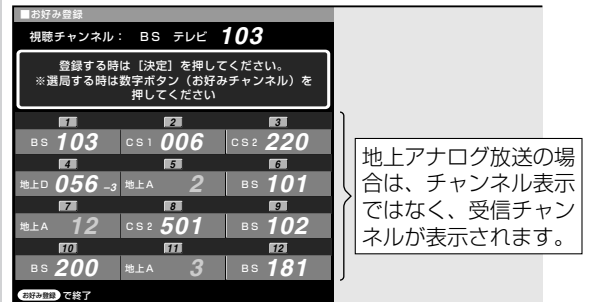 ■お好み登録
視聴チャンネル： BS テレビ 103
登録する時は［決定］を押してください。
※選局する時は数字ボタン（お好みチャンネル）を
押してください
1 2 3
BS 103 CS1 006 CS2 220
4 5 6
地上D 056-3 地上A 2 BS 101
7 8 9
地上A 12 CS2 501 BS 102
10 11 12
BS 200 地上A 3 BS 181
お好み登録 で終了
地上アナログ放送の場
合は、チャンネル表示
ではなく、受信チャン
ネルが表示されます。